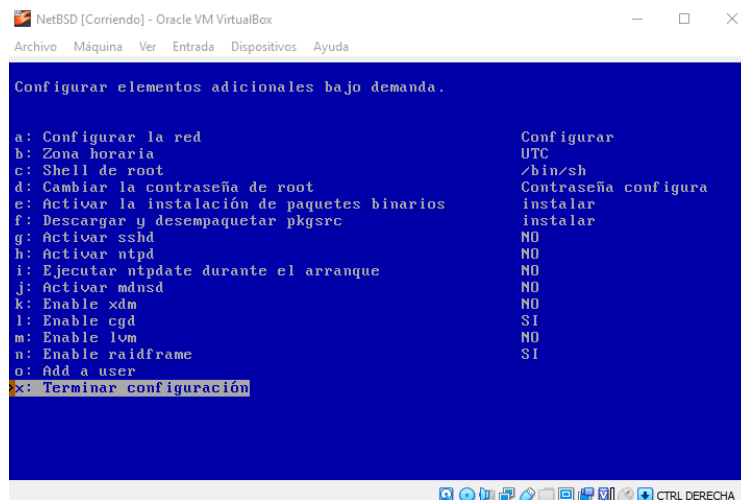 NetBSD [Corriendo] - Oracle VM VirtualBox
Archivo Máquina Ver Entrada Dispositivos Ayuda
Configurar elementos adicionales bajo demanda.
a: Configurar la red Configurar
b: Zona horaria UTC
c: Shell de root /bin/sh
d: Cambiar la contraseña de root Contraseña configura
e: Activar la instalación de paquetes binarios instalar
f: Descargar y desempaquetar pkgsrc instalar
g: Activar sshd NO
h: Activar ntpd NO
i: Ejecutar ntpdate durante el arranque NO
j: Activar mdnsd NO
k: Enable xdm NO
l: Enable cgd SI
m: Enable lvm NO
n: Enable raidframe SI
o: Add a user
>x: Terminar configuración
CTRL DERECHA